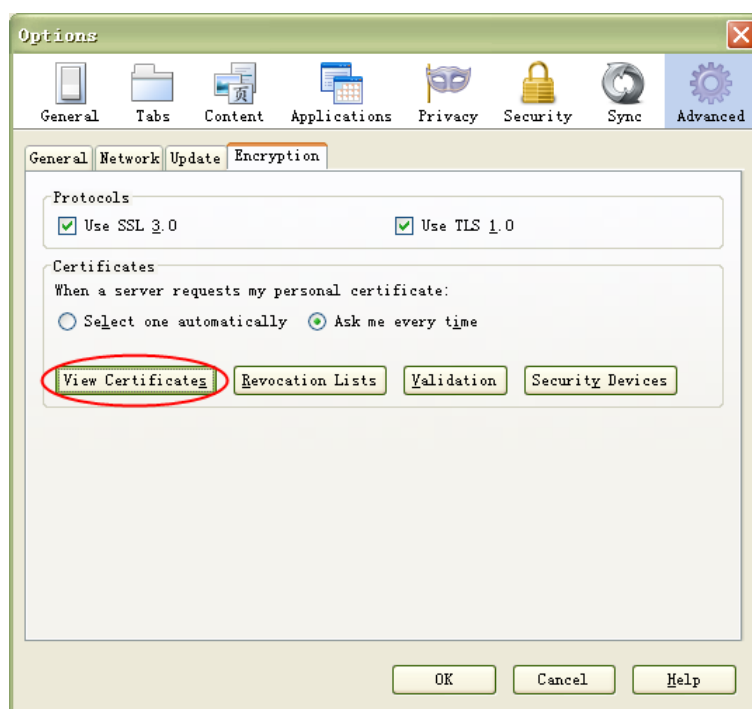 Options
General Tabs Content Applications Privacy Security Sync Advanced
页
General Network Update Encryption
Protocols
Use SSL 3.0 Use TLS 1.0
Certificates
When a server requests my personal certificate:
Select one automatically Ask me every time
View Certificates Revocation Lists Validation Security Devices
OK Cancel Help